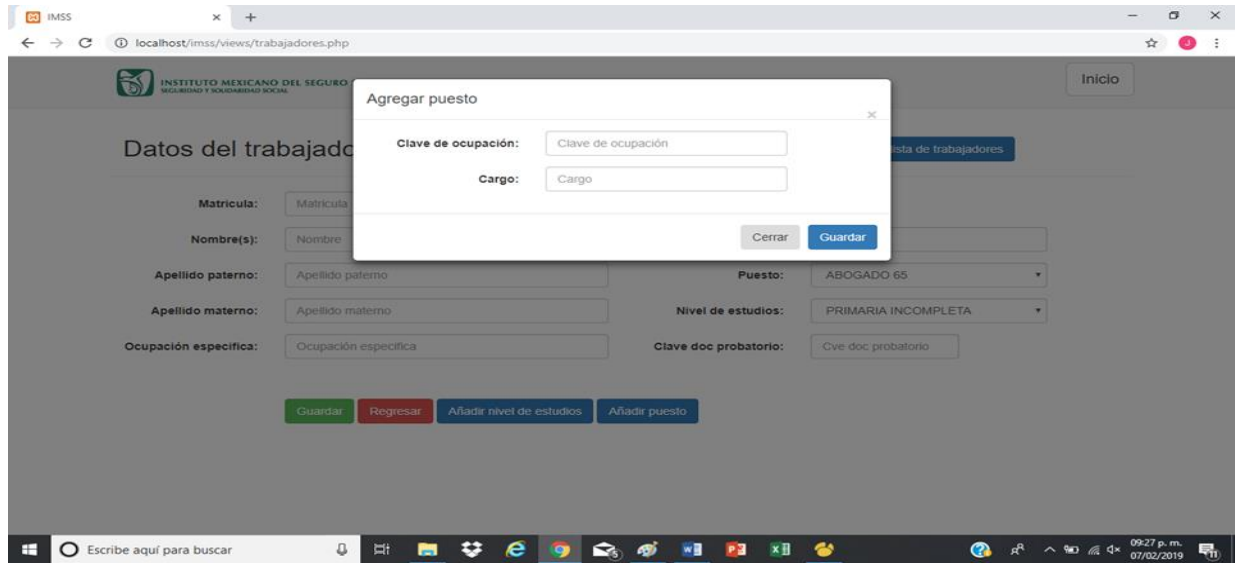 IMSS
localhost/imss/views/trabajadores.php
INSTITUTO MEXICANO DEL SEGURO
SEGURIDAD Y SOLIDARIDAD SOCIAL
Inicio
Agregar puesto
×
Clave de ocupación: Clave de ocupación
Cargo: Cargo
Cerrar Guardar
Datos del trabajado
ista de trabajadores
Matricula: Matricula
Nombre(s): Nombre
Apellido paterno: Apellido paterno
Puesto: ABOGADO 65
Apellido materno: Apellido materno
Nivel de estudios: PRIMARIA INCOMPLETA
Ocupación especifica: Ocupación especifica
Clave doc probatorio: Cve doc probatorio
Guardar Regresar Añadir nivel de estudios Añadir puesto
Escribe aquí para buscar
09:27 p. m.
07/02/2019